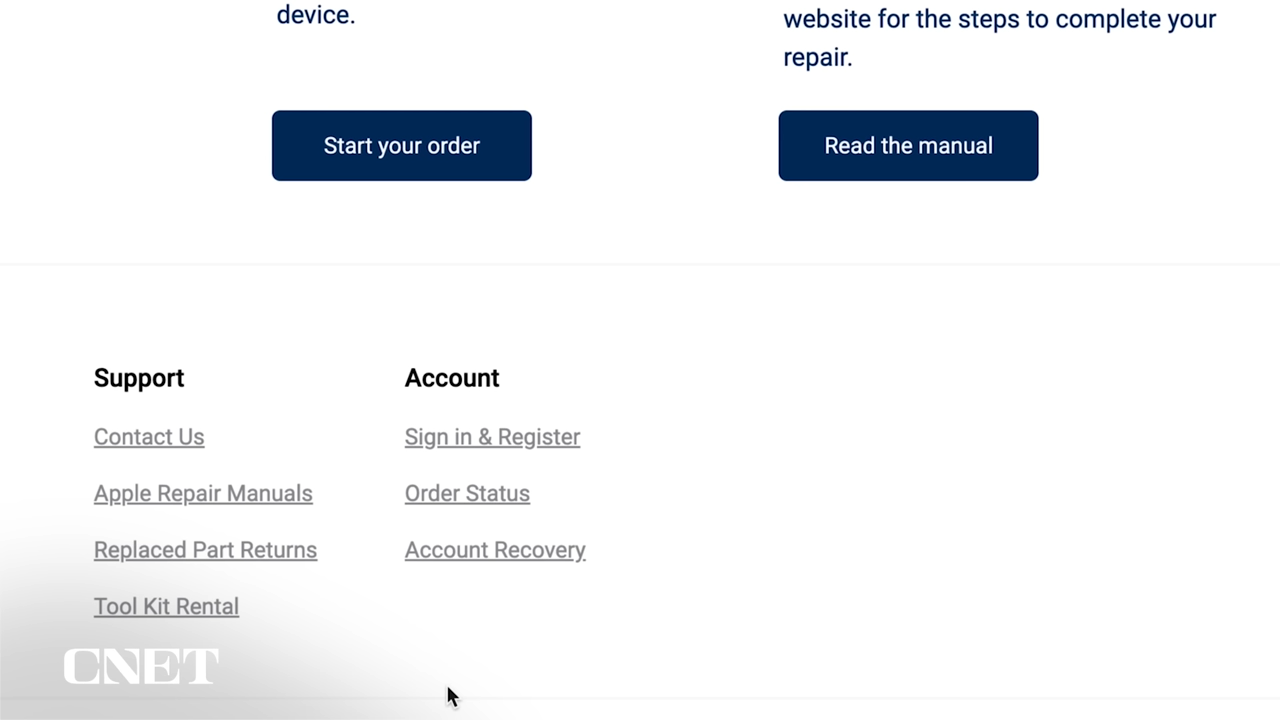 device.
website for the steps to complete your
repair.
Start your order
Read the manual
Support
Contact Us
Apple Repair Manuals
Replaced Part Returns
Tool Kit Rental
Account
Sign in & Register
Order Status
Account Recovery
CNET